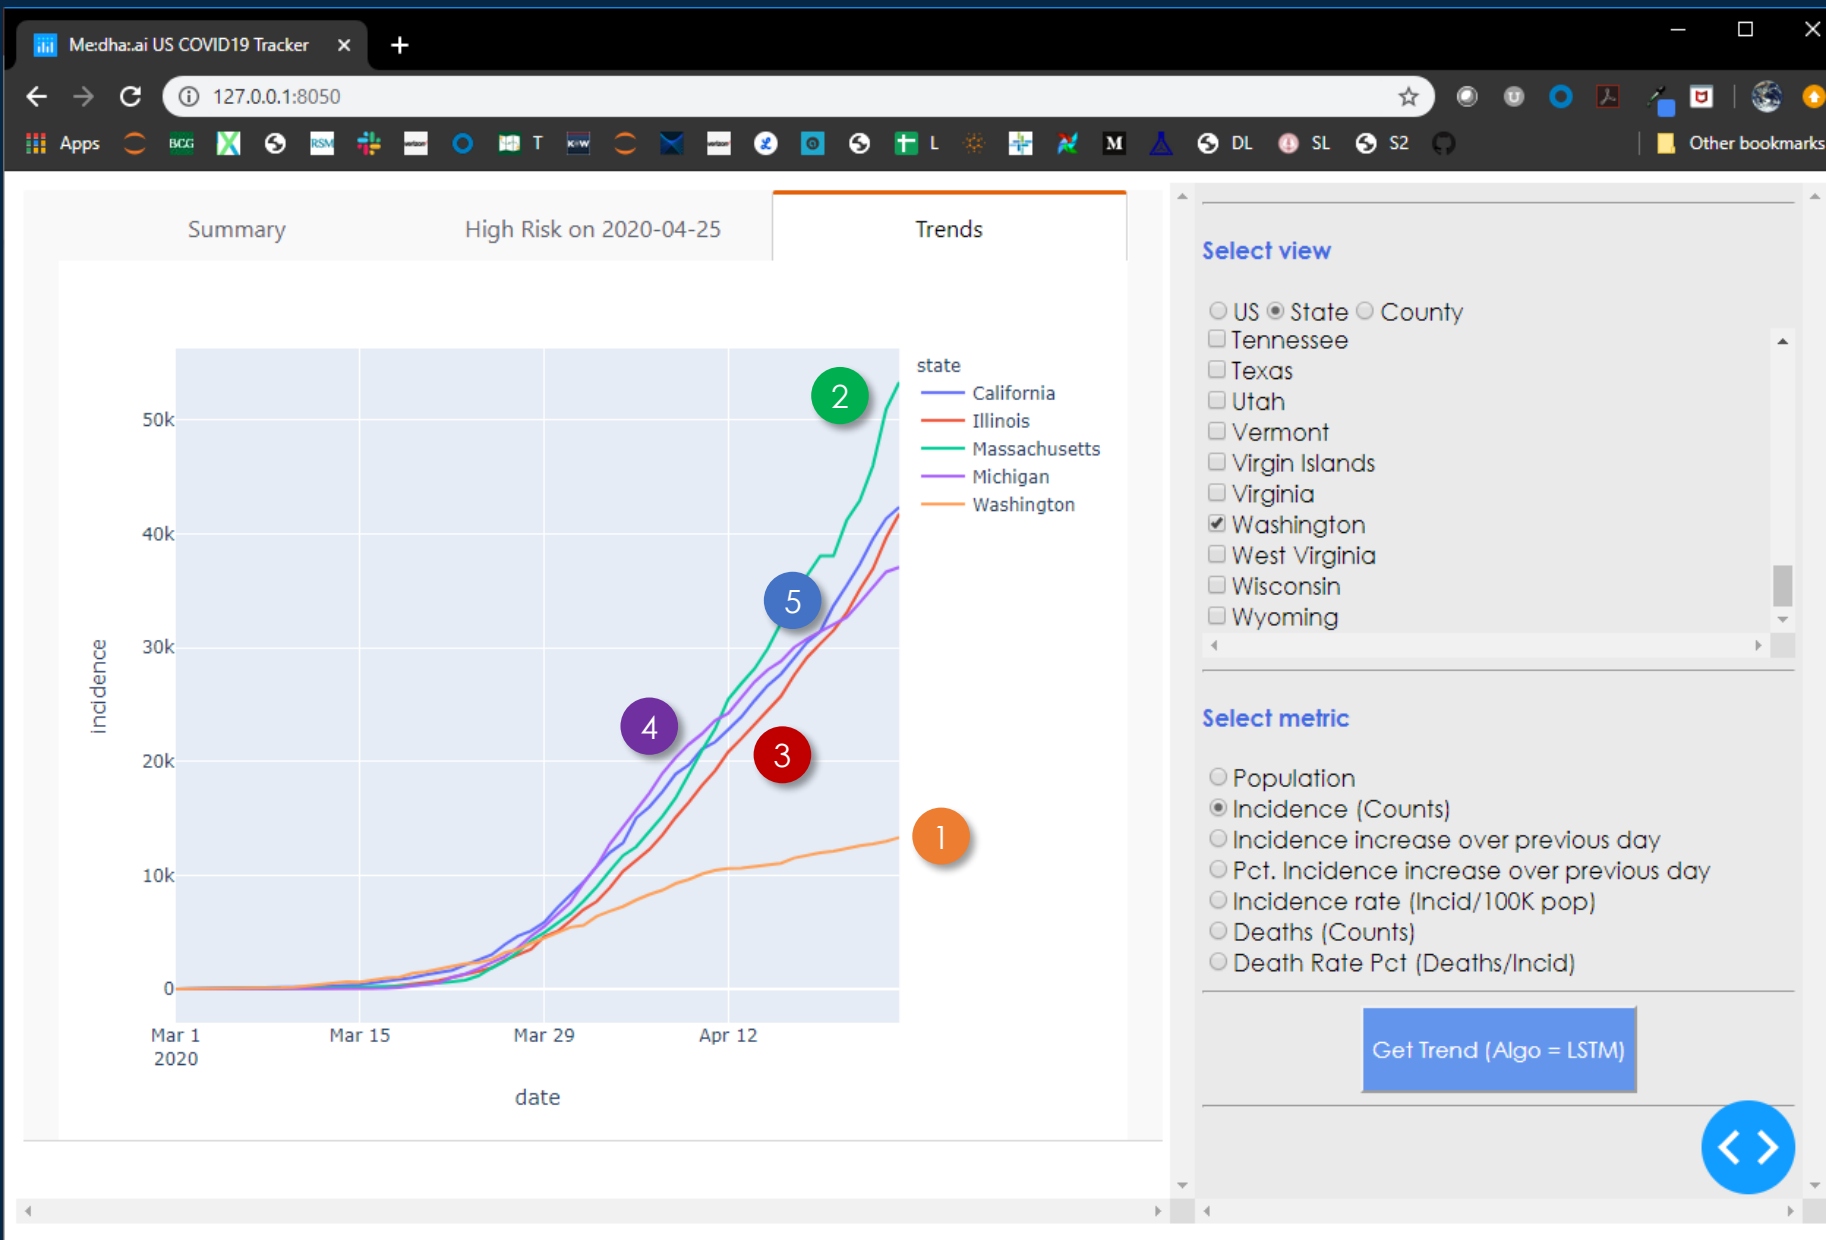 Me:dha:.ai US COVID19 Tracker
127.0.0.1:8050
Apps BCG RSM verizon T K≡W verizon L M DL SL S2 Other bookmarks
Summary High Risk on 2020-04-25 Trends
state
California
Illinois
Massachusetts
Michigan
Washington
50k
40k
30k
20k
10k
0
incidence
2
5
4
3
1
Mar 1 Mar 15 Mar 29 Apr 12
2020
date
Select view
US State County
Tennessee
Texas
Utah
Vermont
Virgin Islands
Virginia
Washington
West Virginia
Wisconsin
Wyoming
Select metric
Population
Incidence (Counts)
Incidence increase over previous day
Pct. Incidence increase over previous day
Incidence rate (Incid/100K pop)
Deaths (Counts)
Death Rate Pct (Deaths/Incid)
Get Trend (Algo = LSTM)